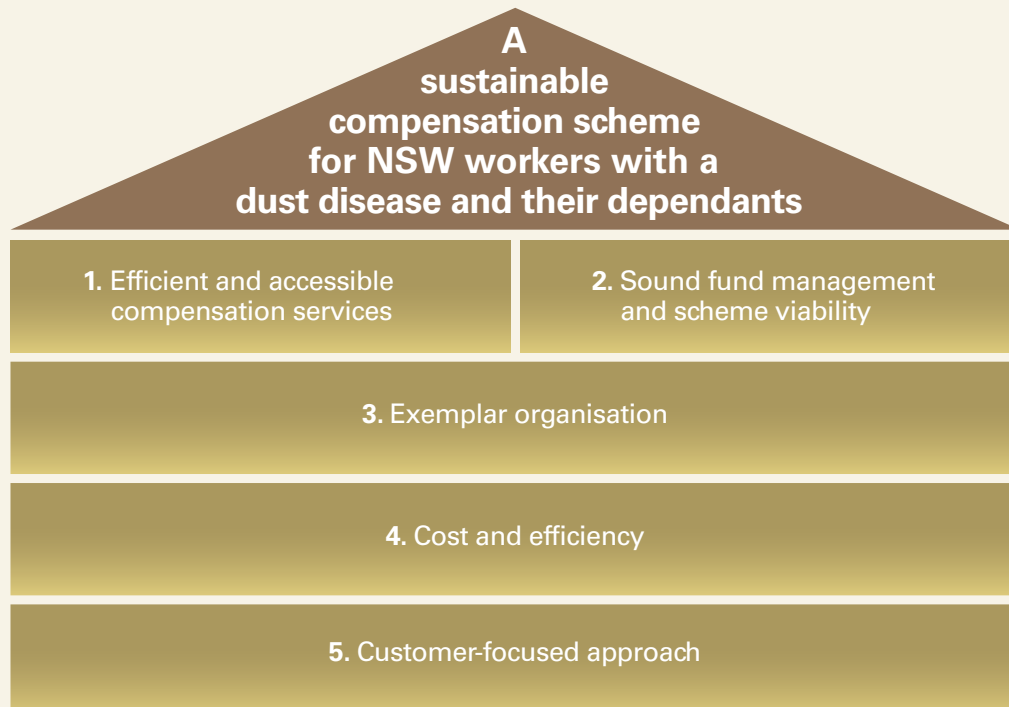 A
sustainable
compensation scheme
for NSW workers with a
dust disease and their dependants
1. Efficient and accessible
compensation services
2. Sound fund management
and scheme viability
3. Exemplar organisation
4. Cost and efficiency
5. Customer-focused approach